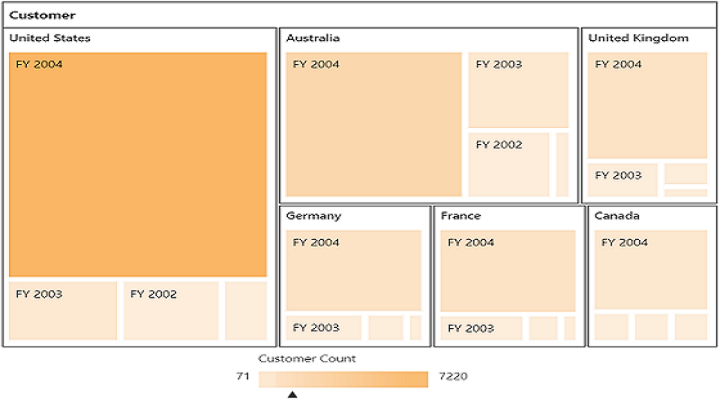 Customer
United States
FY 2004
FY 2003
FY 2002
Australia
FY 2004
FY 2003
FY 2002
United Kingdom
FY 2004
FY 2003
Germany
FY 2004
FY 2003
France
FY 2004
FY 2003
Canada
FY 2004
Customer Count
71 7220